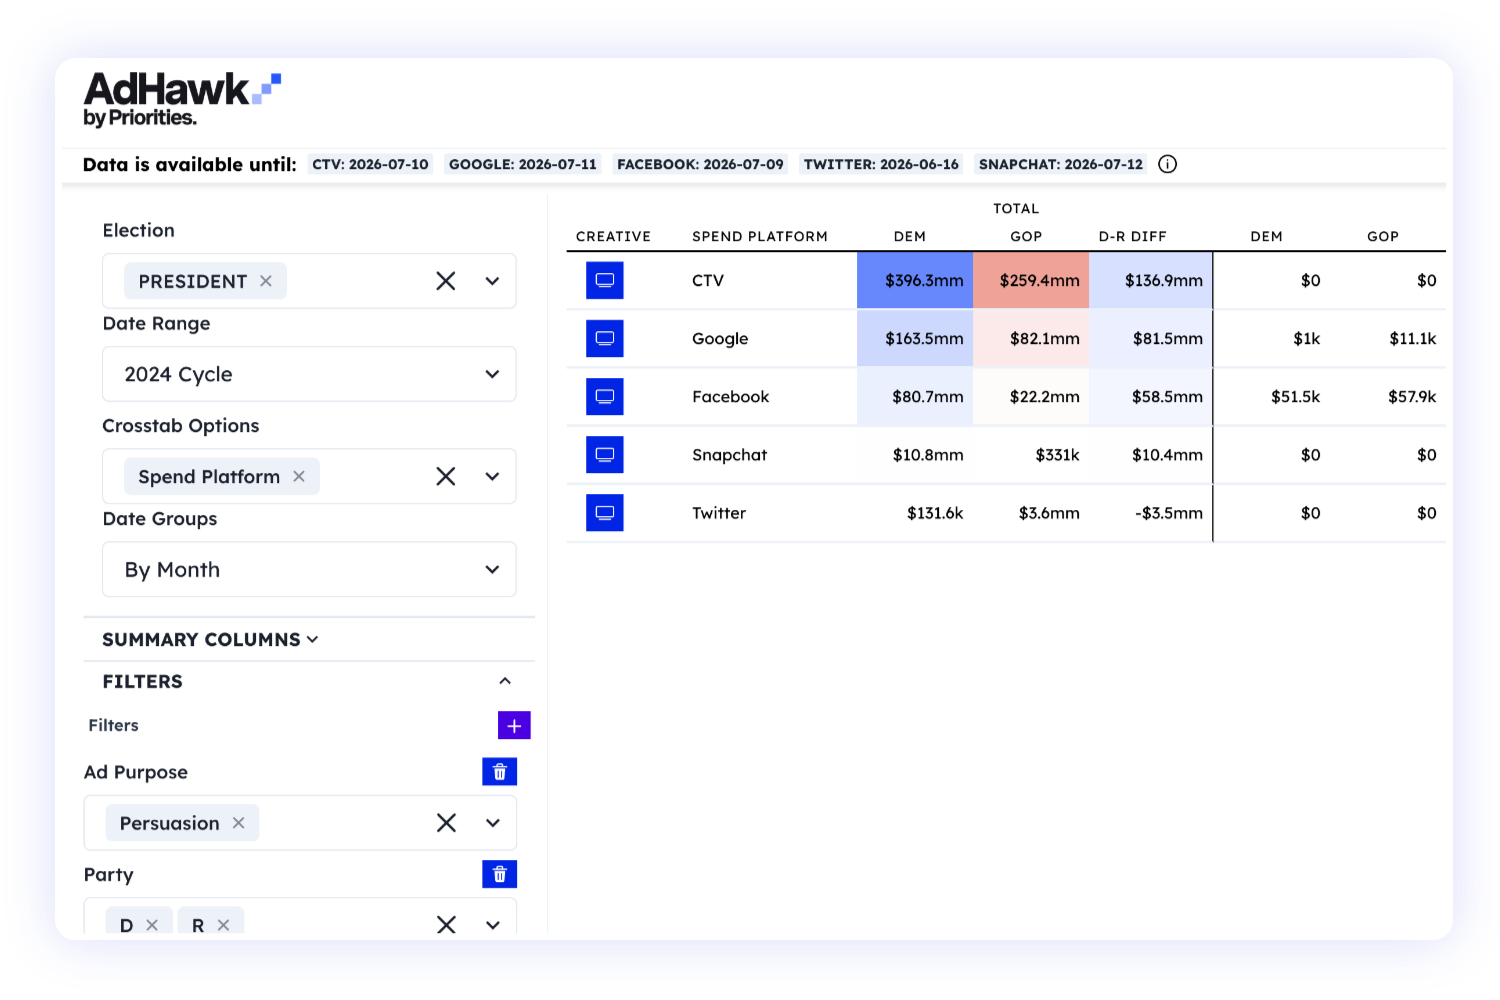 AdHawk
by Priorities.
Data is available until: CTV: 2026-07-10 GOOGLE: 2026-07-11 FACEBOOK: 2026-07-09 TWITTER: 2026-06-16 SNAPCHAT: 2026-07-12
Election
PRESIDENT
Date Range
2024 Cycle
Crosstab Options
Spend Platform
Date Groups
By Month
SUMMARY COLUMNS
FILTERS
Filters
Ad Purpose
Persuasion
Party
D R
TOTAL
CREATIVE SPEND PLATFORM DEM GOP D-R DIFF DEM GOP
CTV $396.3mm $259.4mm $136.9mm $0 $0
Google $163.5mm $82.1mm $81.5mm $1k $11.1k
Facebook $80.7mm $22.2mm $58.5mm $51.5k $57.9k
Snapchat $10.8mm $331k $10.4mm $0 $0
Twitter $131.6k $3.6mm -$3.5mm $0 $0